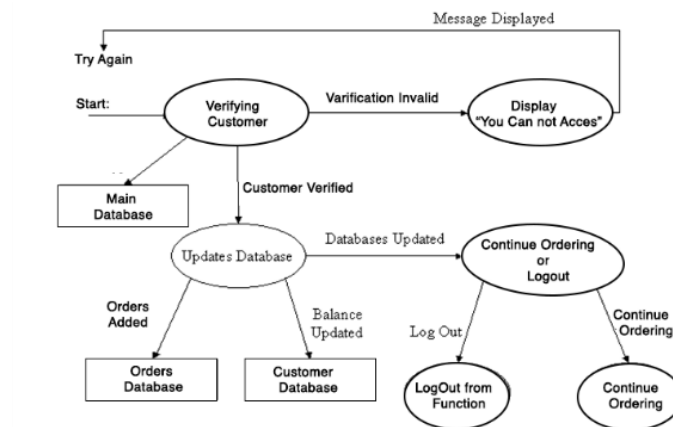 Message Displayed
Try Again
Start:
Verifying
Customer
Varification Invalid
Display
"You Can not Acces"
Customer Verified
Main
Database
Updates Database
Databases Updated
Continue Ordering
or
Logout
Orders
Added
Balance
Updated
Log Out
Continue
Ordering
Orders
Database
Customer
Database
LogOut from
Function
Continue
Ordering